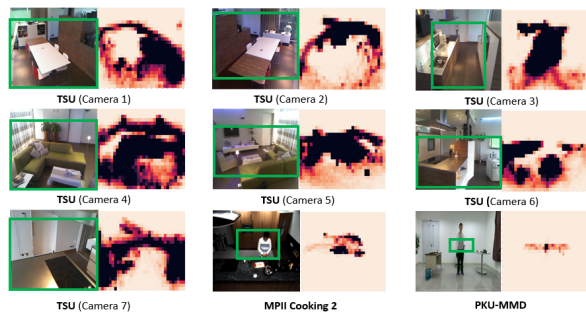 TSU (Camera 1)
TSU (Camera 2)
TSU (Camera 3)
TSU (Camera 4)
TSU (Camera 5)
TSU (Camera 6)
TSU (Camera 7)
MPII Cooking 2
PKU-MMD